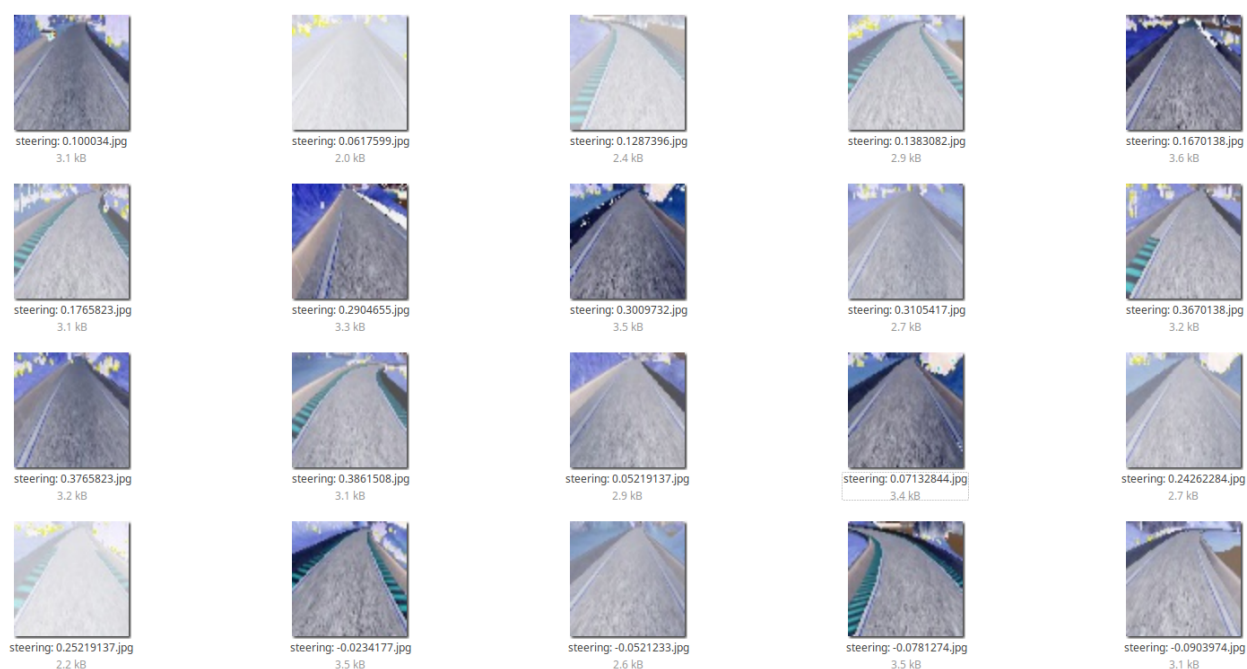 steering: 0.100034.jpg
3.1 kB
steering: 0.0617599.jpg
2.0 kB
steering: 0.1287396.jpg
2.4 kB
steering: 0.1383082.jpg
2.9 kB
steering: 0.1670138.jpg
3.6 kB
steering: 0.1765823.jpg
3.1 kB
steering: 0.2904655.jpg
3.3 kB
steering: 0.3009732.jpg
3.5 kB
steering: 0.3105417.jpg
2.7 kB
steering: 0.3670138.jpg
3.2 kB
steering: 0.3765823.jpg
3.2 kB
steering: 0.3861508.jpg
3.1 kB
steering: 0.05219137.jpg
2.9 kB
steering: 0.07132844.jpg
3.4 kB
steering: 0.24262284.jpg
2.7 kB
steering: 0.25219137.jpg
2.2 kB
steering: -0.0234177.jpg
3.5 kB
steering: -0.0521233.jpg
2.6 kB
steering: -0.0781274.jpg
3.5 kB
steering: -0.0903974.jpg
3.1 kB